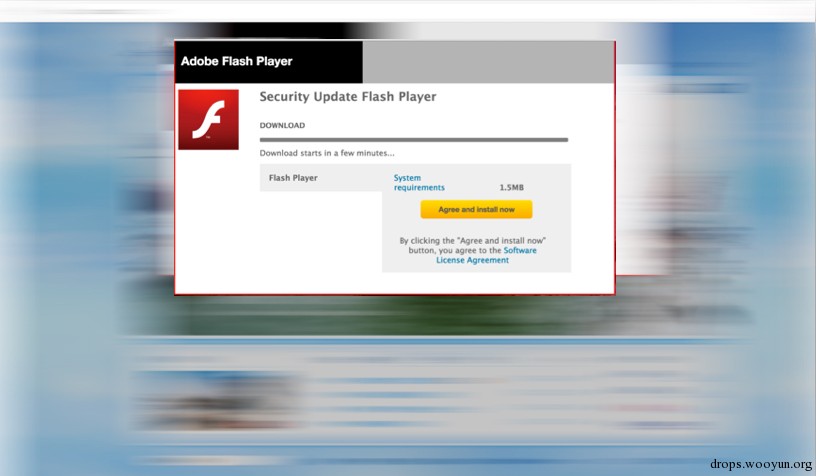 Adobe Flash Player
Security Update Flash Player
DOWNLOAD
Download starts in a few minutes...
Flash Player
System
requirements
1.5MB
Agree and install now
By clicking the "Agree and install now"
button, you agree to the Software
License Agreement
drops.wooyun.org